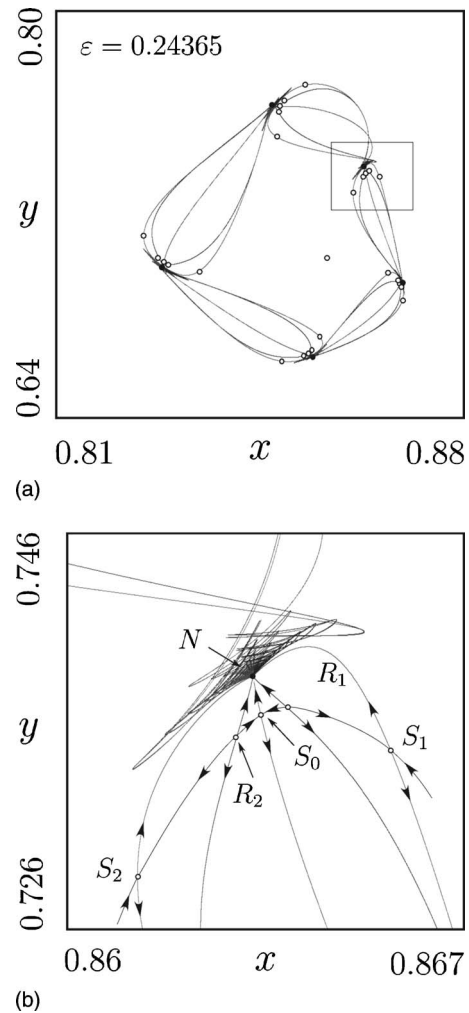 0.80
ε = 0.24365
y
0.64
0.81
x
0.88
(a)
0.746
N
R₁
y
S₁
S₀
R₂
S₂
0.726
0.86
x
0.867
(b)